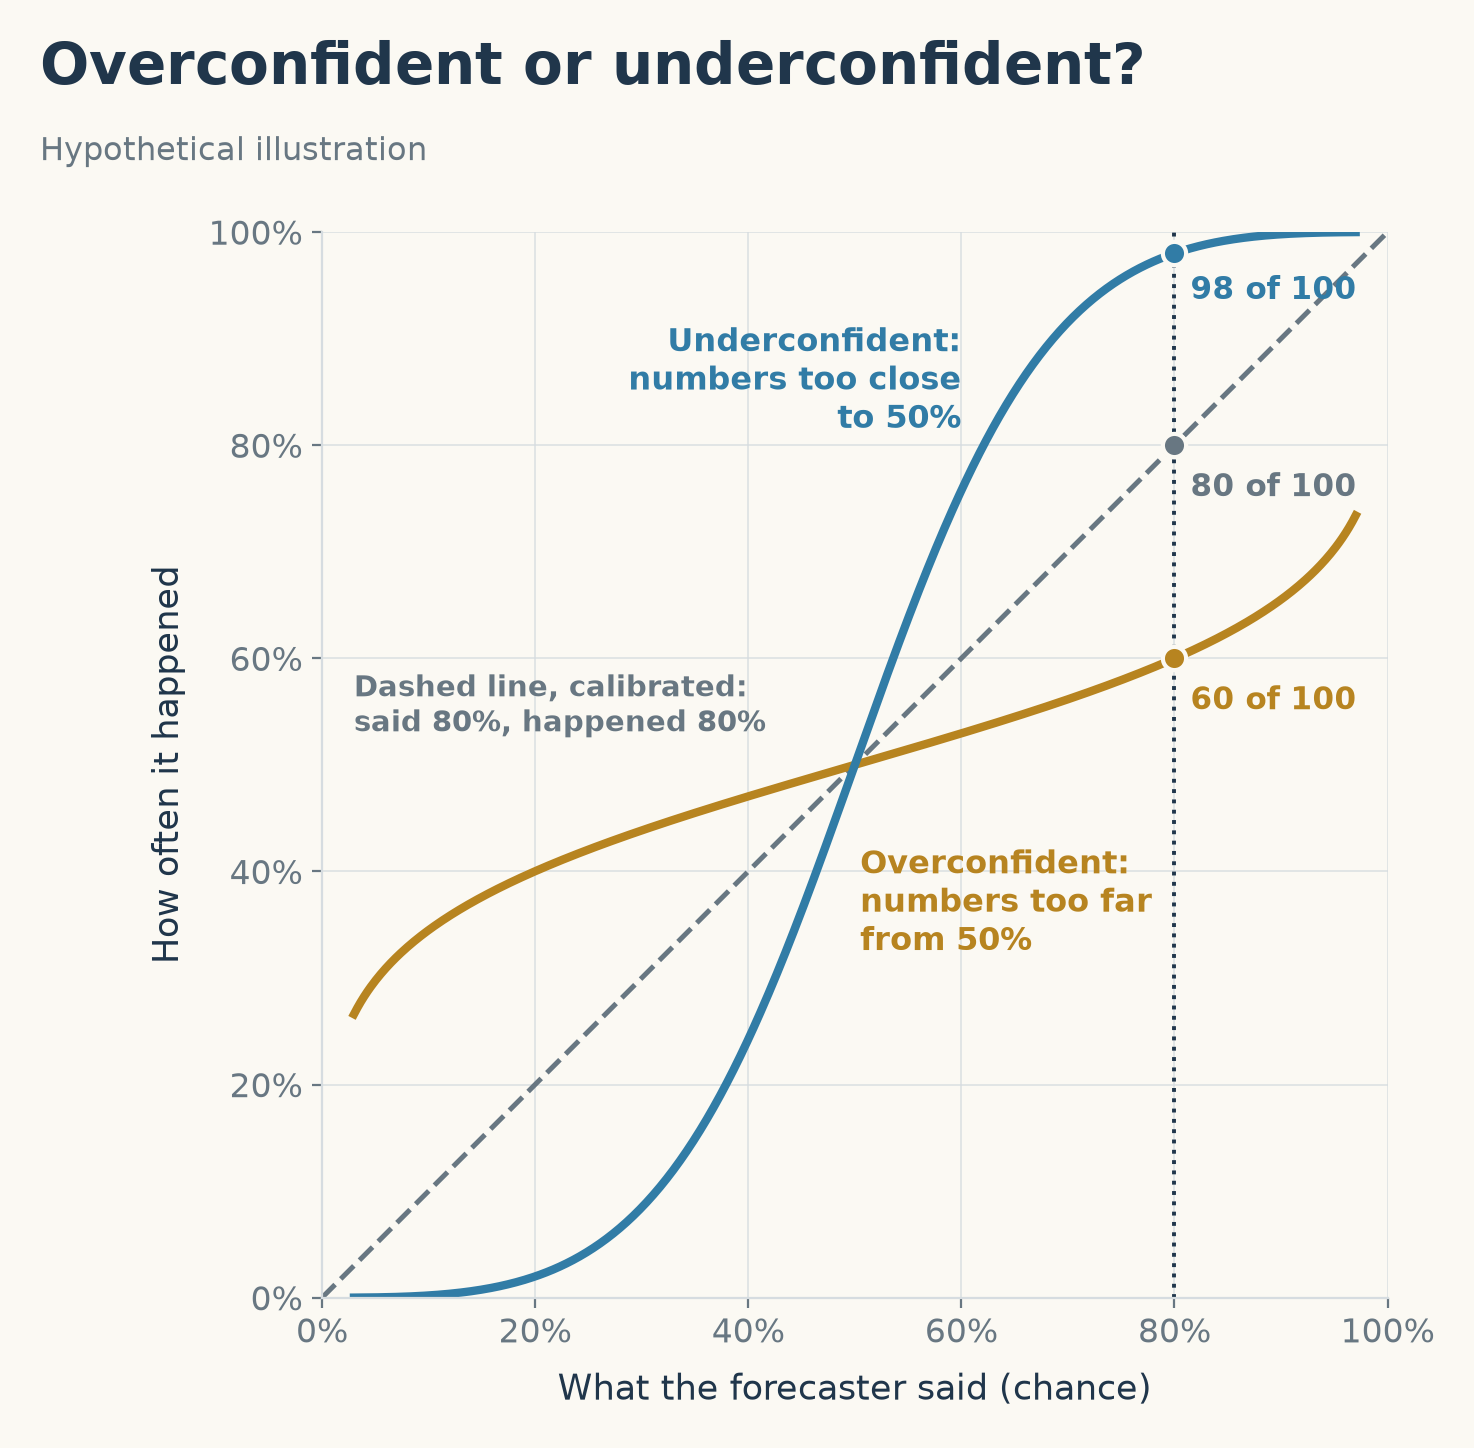 Overconfident or underconfident?
Hypothetical illustration
100%
98 of 100
Underconfident:
numbers too close
to 50%
80%
80 of 100
60%
Dashed line, calibrated:
said 80%, happened 80%
60 of 100
How often it happened
40%
Overconfident:
numbers too far
from 50%
20%
0%
0% 20% 40% 60% 80% 100%
What the forecaster said (chance)